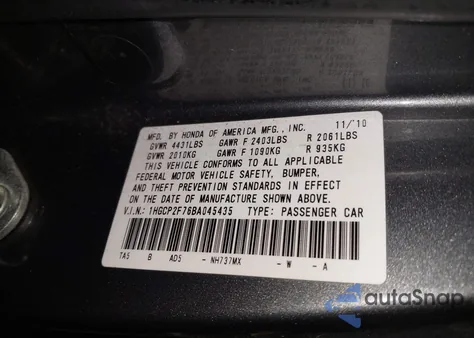 MFD. BY HONDA OF AMERICA MFG., INC. 11/'10
GVWR 4431LBS GAWR F 2403LBS R 2061LBS
GVWR 2010KG GAWR F 1090KG R 935KG
THIS VEHICLE CONFORMS TO ALL APPLICABLE
FEDERAL MOTOR VEHICLE SAFETY, BUMPER,
AND THEFT PREVENTION STANDARDS IN EFFECT
ON THE DATE OF MANUFACTURE SHOWN ABOVE.
V.I.N.: 1HGCP2F76BA045435 TYPE: PASSENGER CAR
TA5 B AD5 - NH737MX - W - A
autoSnap